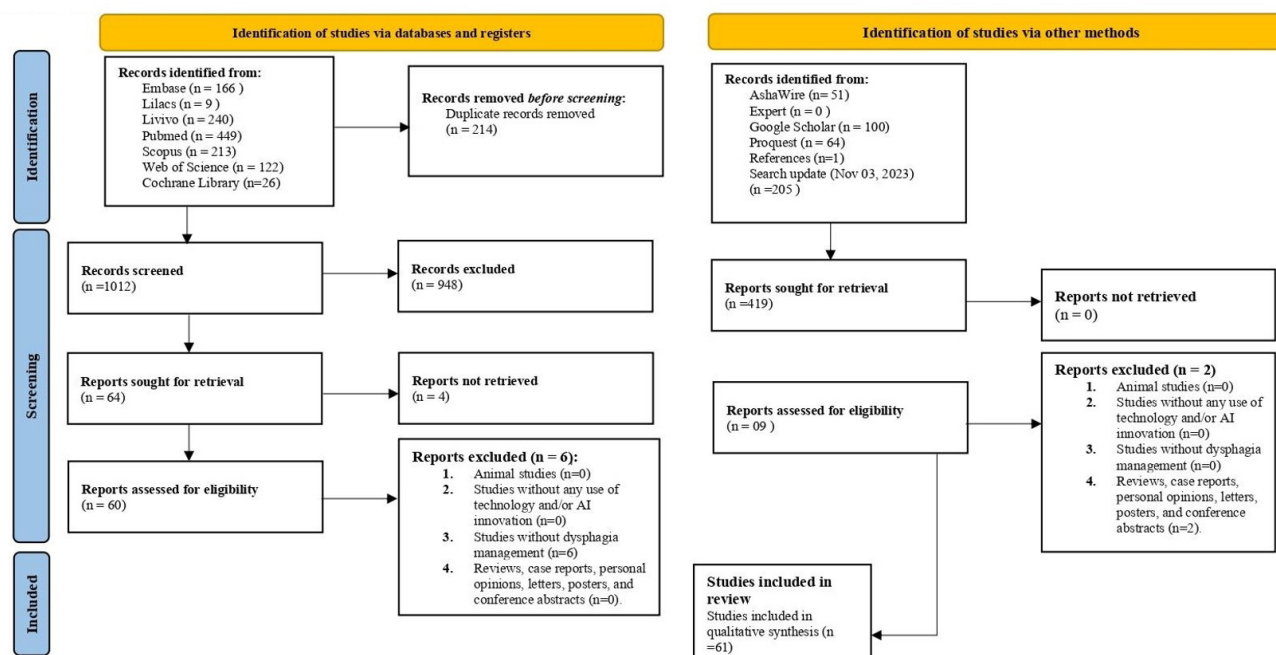 Identification of studies via databases and registers
Identification of studies via other methods
Identification
Records identified from:
Embase (n = 166 )
Lilacs (n = 9 )
Livivo (n = 240)
Pubmed (n = 449)
Scopus (n = 213)
Web of Science (n = 122)
Cochrane Library (n=26)
Records removed before screening:
Duplicate records removed
(n = 214)
Records identified from:
AshaWire (n= 51)
Expert (n = 0 )
Google Scholar (n = 100)
Proquest (n = 64)
References (n=1)
Search update (Nov 03, 2023)
(n =205 )
Screening
Records screened
(n =1012)
Records excluded
(n = 948)
Reports sought for retrieval
(n =419)
Reports not retrieved
(n = 0)
Reports sought for retrieval
(n = 64)
Reports not retrieved
(n = 4)
Reports assessed for eligibility
(n = 09 )
Reports excluded (n = 2)
1. Animal studies (n=0)
2. Studies without any use of
technology and/or AI
innovation (n=0)
3. Studies without dysphagia
management (n=0)
4. Reviews, case reports,
personal opinions, letters,
posters, and conference
abstracts (n=2).
Reports assessed for eligibility
(n = 60)
Reports excluded (n = 6):
1. Animal studies (n=0)
2. Studies without any use of
technology and/or AI
innovation (n=0)
3. Studies without dysphagia
management (n=6)
4. Reviews, case reports, personal
opinions, letters, posters, and
conference abstracts (n=0).
Included
Studies included in
review
Studies included in
qualitative synthesis (n
=61)